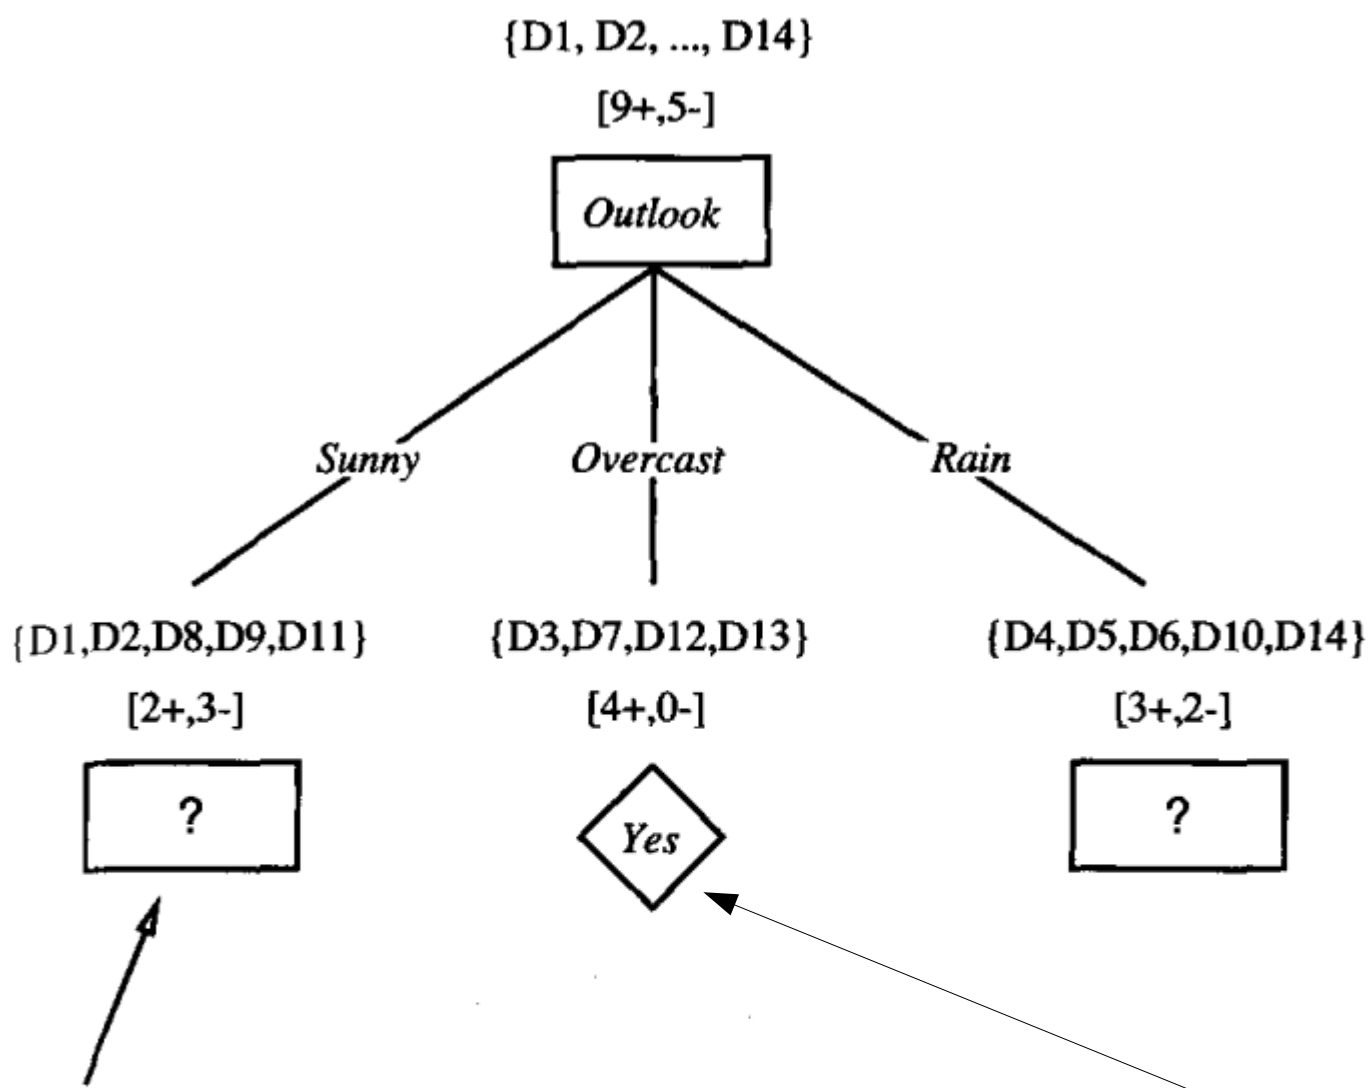 {D1, D2, ..., D14}
[9+,5-]
Outlook
Sunny
Overcast
Rain
{D1,D2,D8,D9,D11}
{D3,D7,D12,D13}
{D4,D5,D6,D10,D14}
[2+,3-]
[4+,0-]
[3+,2-]
?
Yes
?